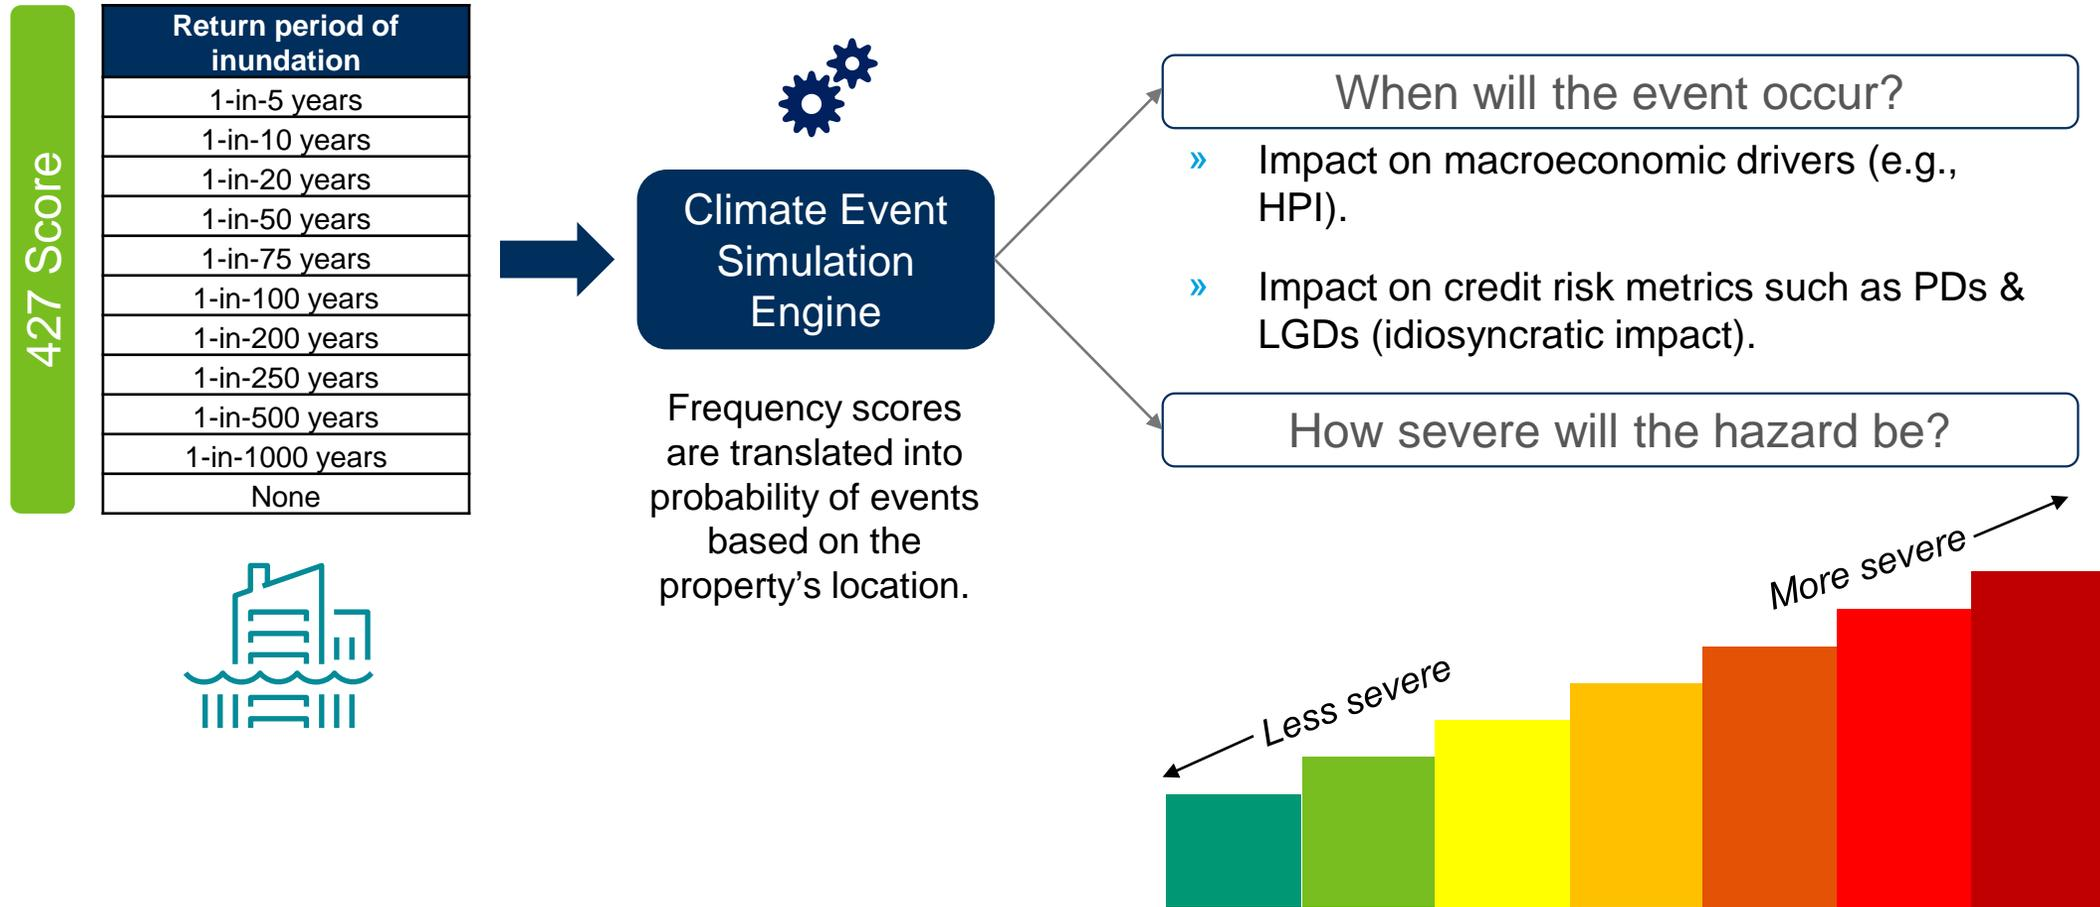 427 Score
Return period of
inundation
1-in-5 years
1-in-10 years
1-in-20 years
1-in-50 years
1-in-75 years
1-in-100 years
1-in-200 years
1-in-250 years
1-in-500 years
1-in-1000 years
None
Climate Event
Simulation
Engine
Frequency scores
are translated into
probability of events
based on the
property’s location.
When will the event occur?
» Impact on macroeconomic drivers (e.g.,
HPI).
» Impact on credit risk metrics such as PDs &
LGDs (idiosyncratic impact).
How severe will the hazard be?
More severe
Less severe